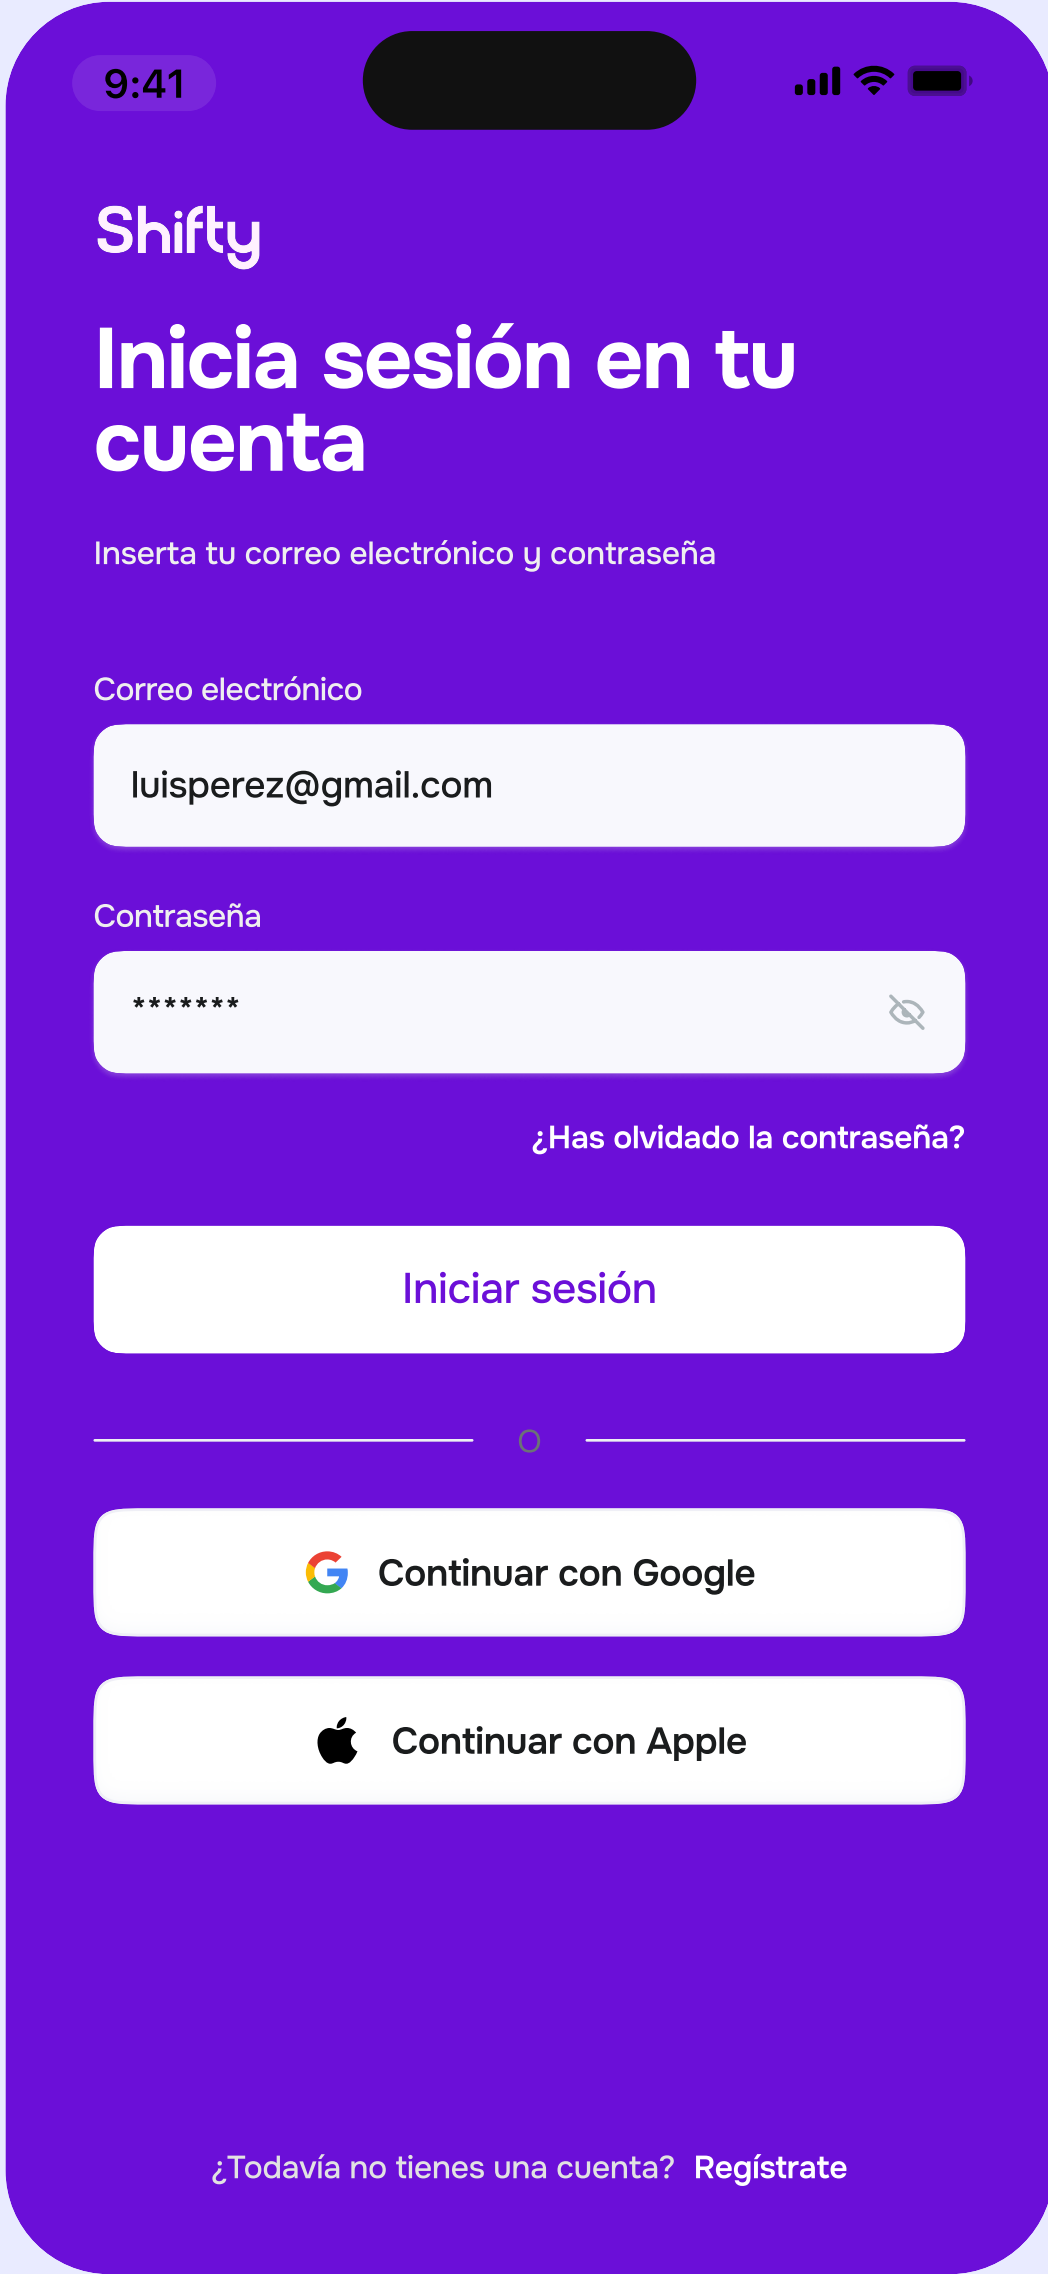 9:41
Shifty
Inicia sesión en tu
cuenta
Inserta tu correo electrónico y contraseña
Correo electrónico
luisperez@gmail.com
Contraseña
*******
¿Has olvidado la contraseña?
Iniciar sesión
O
Continuar con Google
Continuar con Apple
¿Todavía no tienes una cuenta? Regístrate